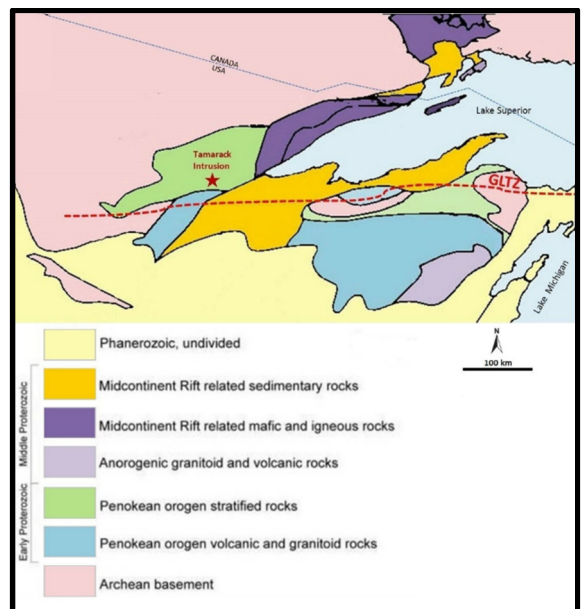 CANADA
USA
Lake Superior
Tamarack
Intrusion
GLTZ
Lake Michigan
N
100 km
Phanerozoic, undivided
Middle Proterozoic
Midcontinent Rift related sedimentary rocks
Midcontinent Rift related mafic and igneous rocks
Anorogenic granitoid and volcanic rocks
Early Proterozoic
Penokean orogen stratified rocks
Penokean orogen volcanic and granitoid rocks
Archean basement